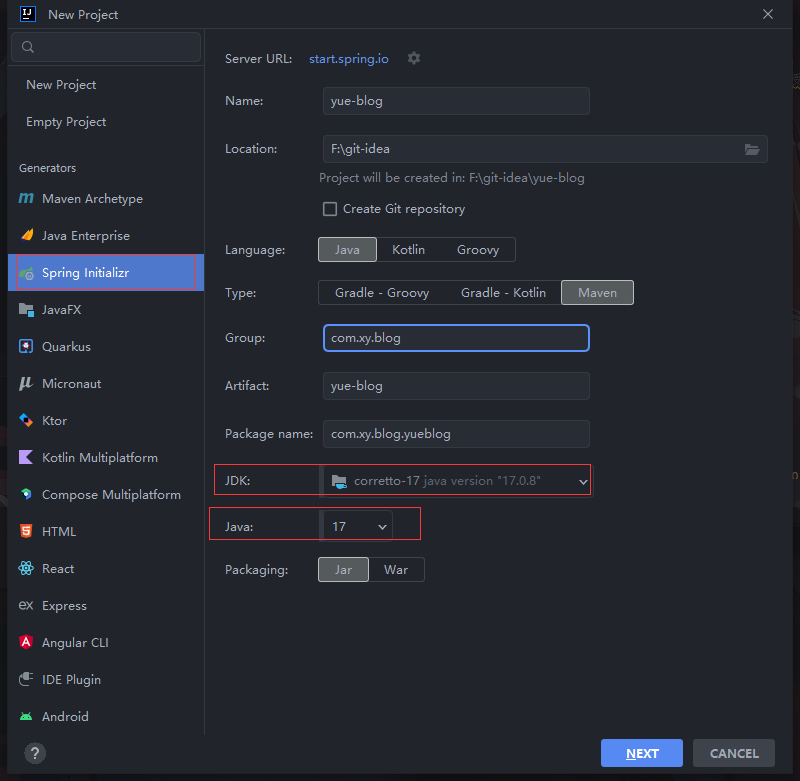 New Project
New Project
Empty Project
Generators
Maven Archetype
Java Enterprise
Spring Initializr
JavaFX
Quarkus
Micronaut
Ktor
Kotlin Multiplatform
Compose Multiplatform
HTML
React
Express
Angular CLI
IDE Plugin
Android
Server URL: start.spring.io
Name: yue-blog
Location: F:\git-idea
Project will be created in: F:\git-idea\yue-blog
Create Git repository
Language: Java Kotlin Groovy
Type: Gradle - Groovy Gradle - Kotlin Maven
Group: com.xy.blog
Artifact: yue-blog
Package name: com.xy.blog.yueblog
JDK: corretto-17 java version "17.0.8"
Java: 17
Packaging: Jar War
? NEXT CANCEL